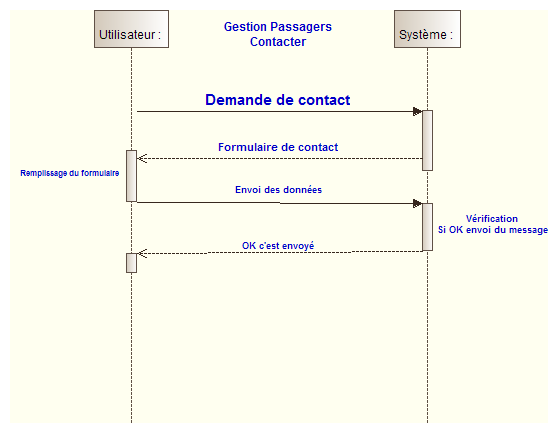 Gestion Passagers
Contacter
Utilisateur :
Système :
Demande de contact
Formulaire de contact
Remplissage du formulaire
Envoi des données
Vérification
Si OK envoi du message
OK c'est envoyé